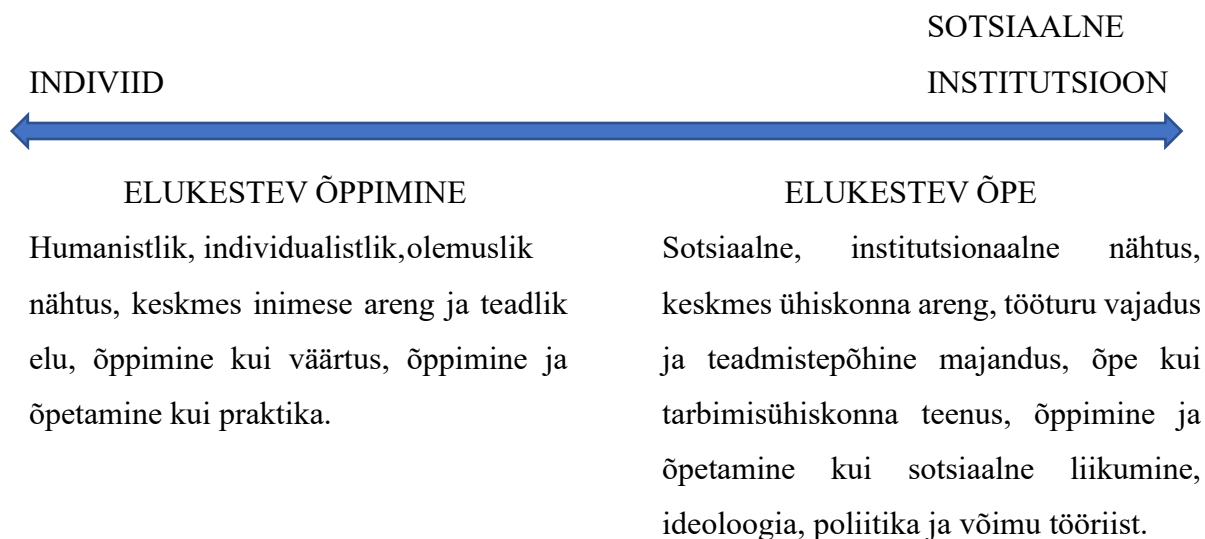 INDIVIID
SOTSIAALNE
INSTITUTSIOON
ELUKESTEV ÕPPIMINE
Humanistlik, individualistlik,olemuslik
nähtus, keskmes inimese areng ja teadlik
elu, õppimine kui väärtus, õppimine ja
õpetamine kui praktika.
ELUKESTEV ÕPE
Sotsiaalne, institutsionaalne nähtus,
keskmes ühiskonna areng, tööturu vajadus
ja teadmistepõhine majandus, õpe kui
tarbimisühiskonna teenus, õppimine ja
õpetamine kui sotsiaalne liikumine,
ideoloogia, poliitika ja võimu tööriist.